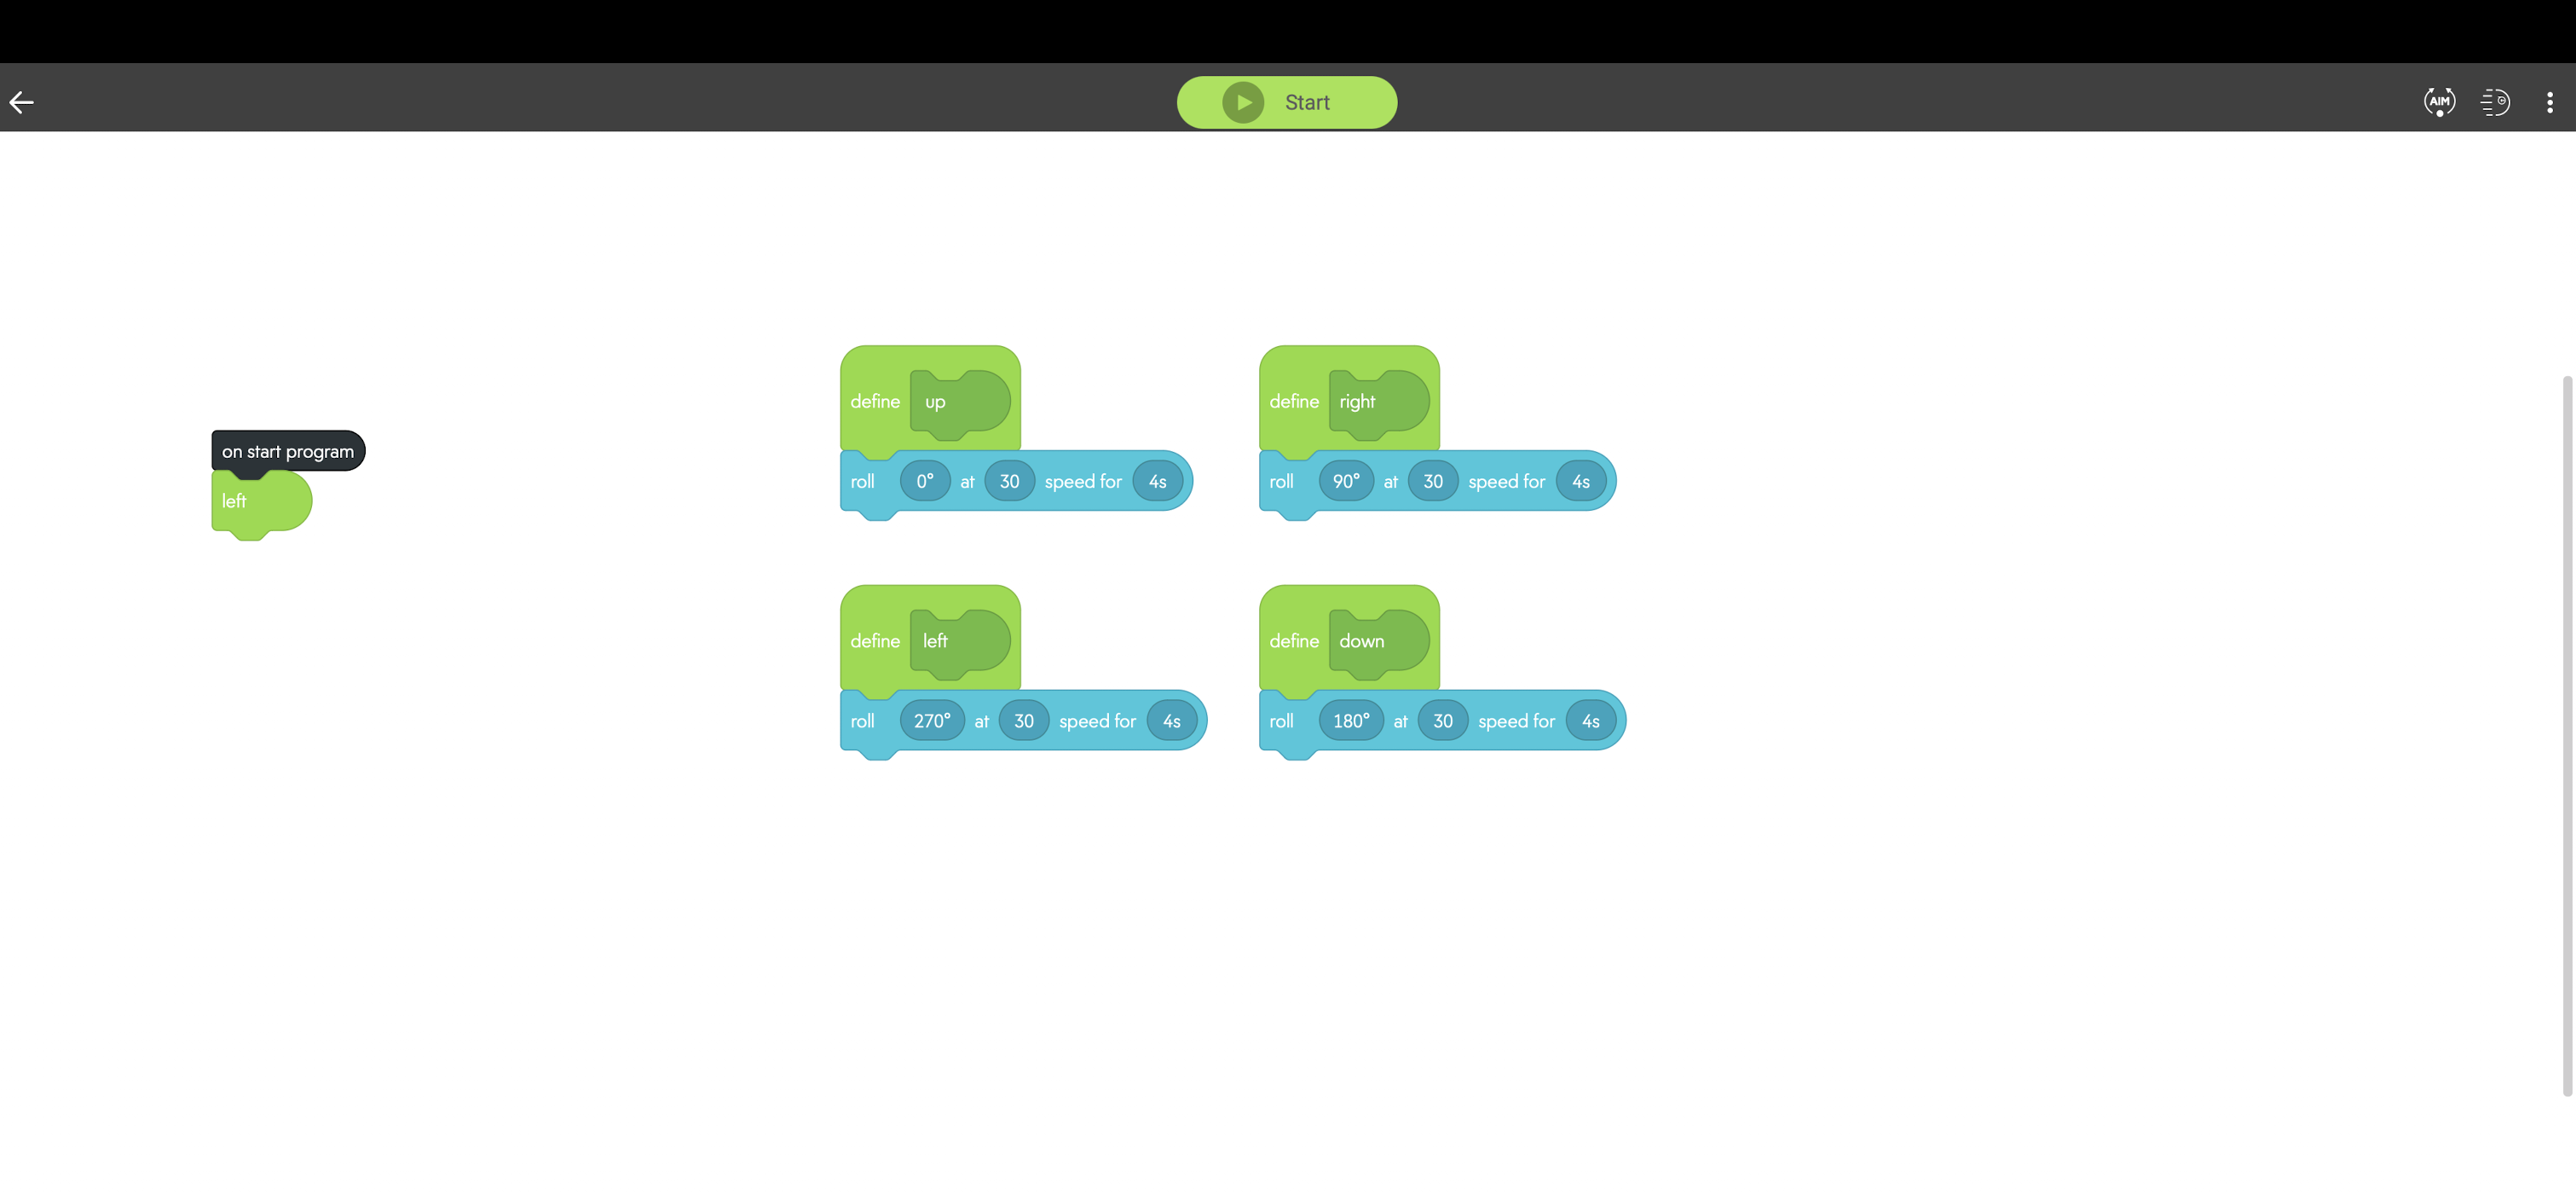 Start
AIM
on start program
left
define up
roll 0° at 30 speed for 4s
define right
roll 90° at 30 speed for 4s
define left
roll 270° at 30 speed for 4s
define down
roll 180° at 30 speed for 4s